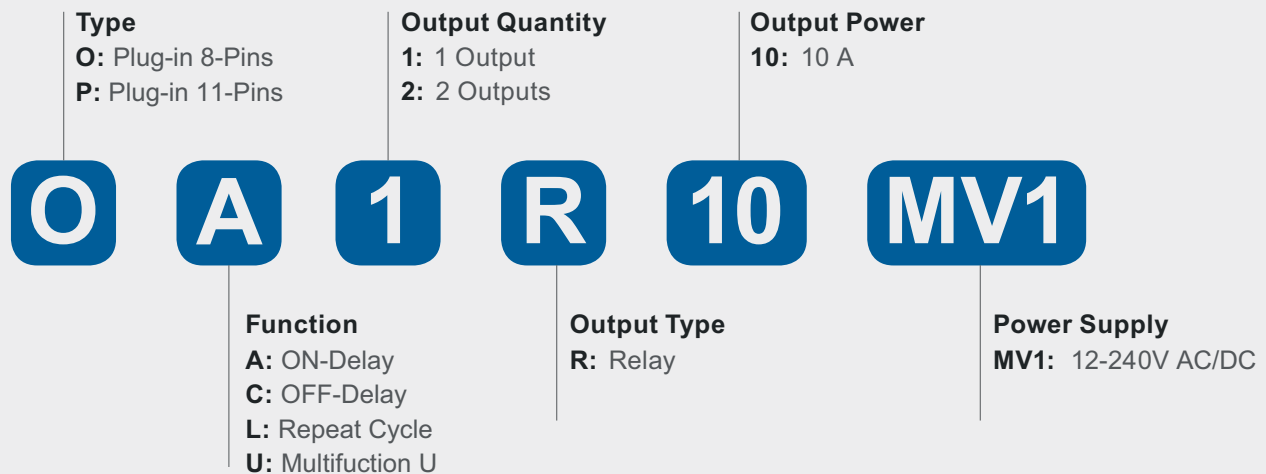 Type
O: Plug-in 8-Pins
P: Plug-in 11-Pins
Output Quantity
1: 1 Output
2: 2 Outputs
Output Power
10: 10 A
O A 1 R 10 MV1
Function
A: ON-Delay
C: OFF-Delay
L: Repeat Cycle
U: Multifuction U
Output Type
R: Relay
Power Supply
MV1: 12-240V AC/DC